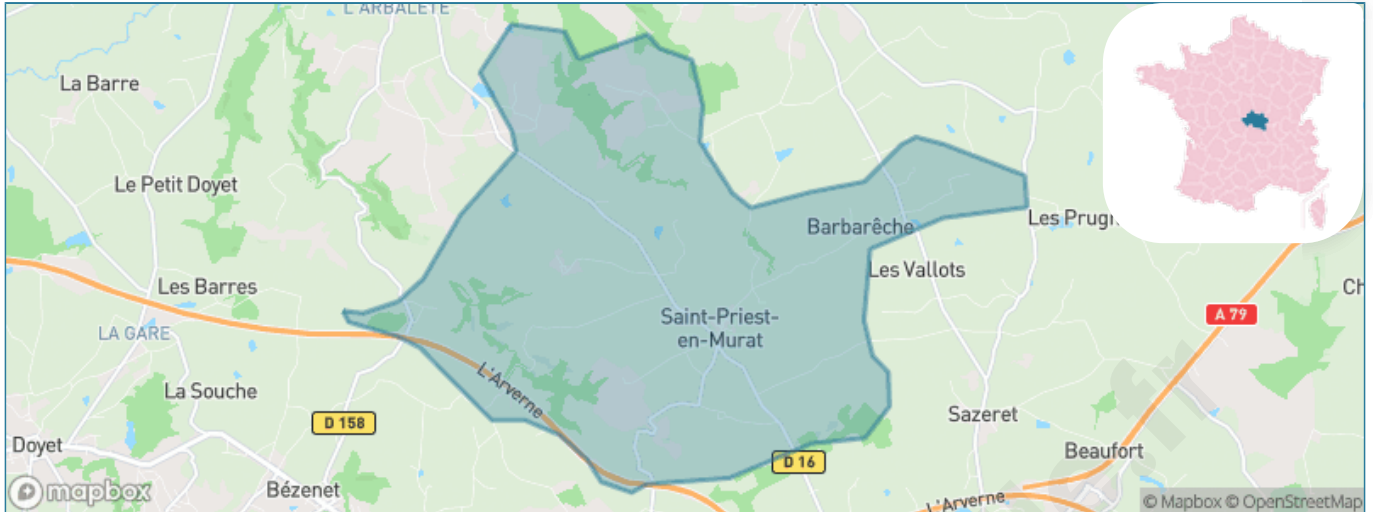 L'ARBALÈTE
La Barre
Le Petit Doyet
Barbarêche
Les Prugn
Les Vallots
Les Barres
Ch
A 79
LA GARE
Saint-Priest-
en-Murat
La Souche
L'Arverne
D 158
Sazeret
Doyet
Beaufort
D 16
Bézenet
mapbox
L'Arverne
© Mapbox © OpenStreetMap